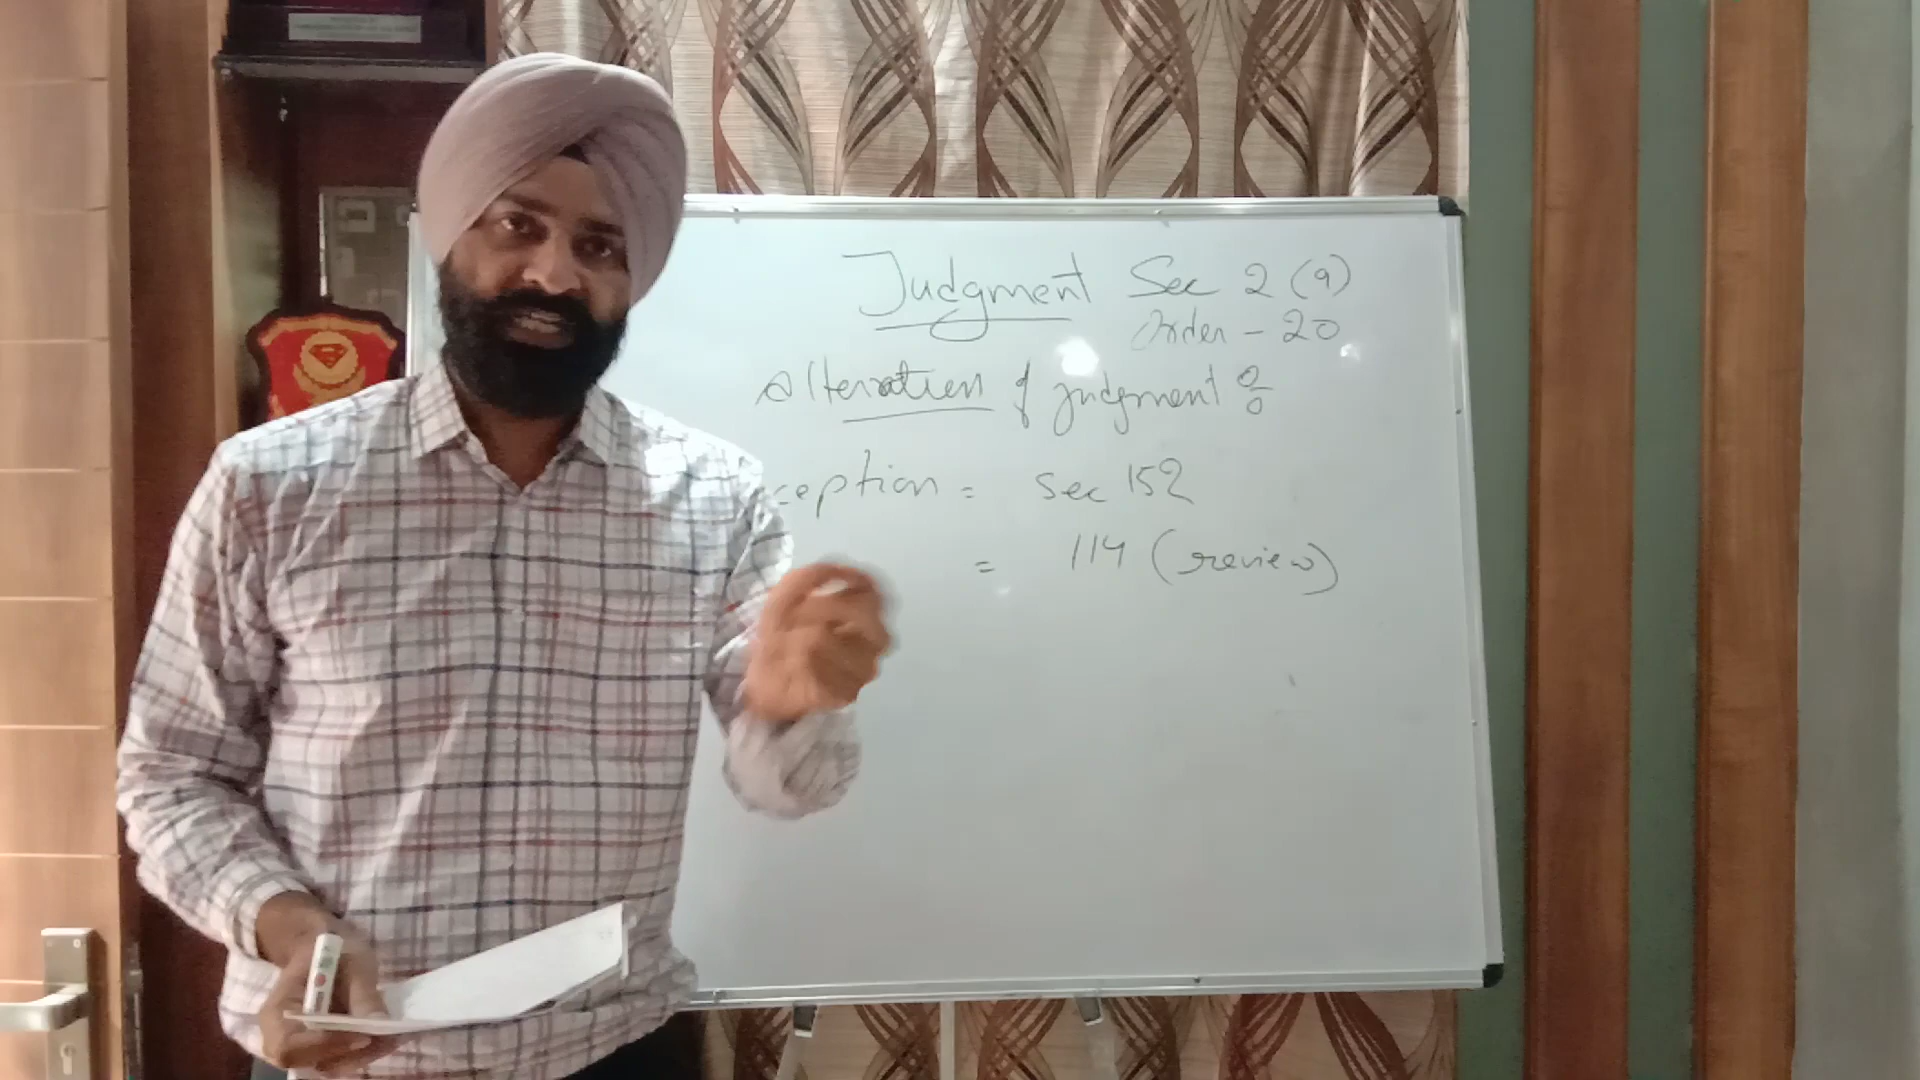 Judgment Sec 2 (9)
Order - 20
Alteration of judgment :
ception = sec 152
= 114 (review)